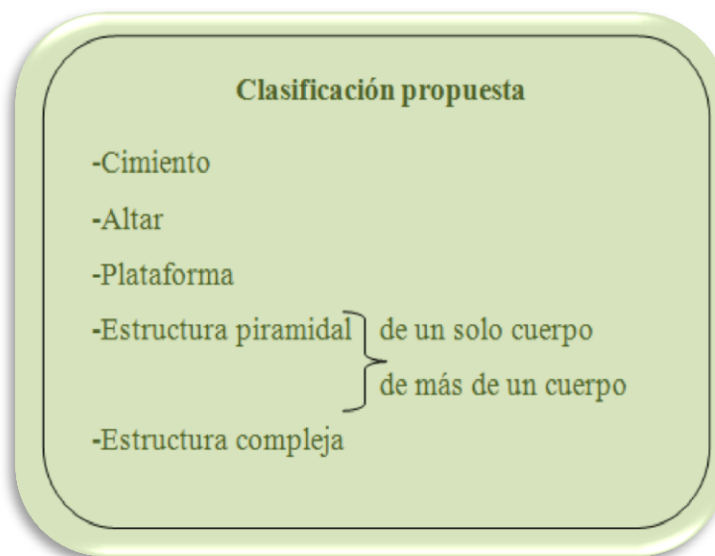 Clasificación propuesta
-Cimiento
-Altar
-Plataforma
-Estructura piramidal de un solo cuerpo
de más de un cuerpo
-Estructura compleja